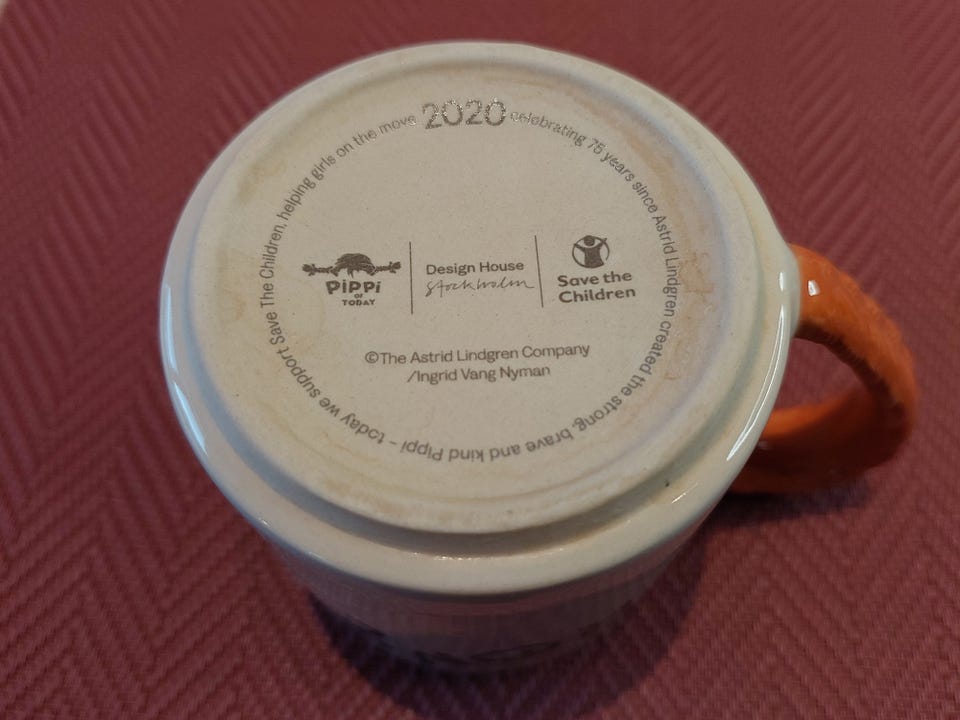 2020
celebrating 75 years since Astrid Lindgren created the strong, brave and kind Pippi - today we support Save The Children, helping girls on the move
PiPPi
OF
TODAY
Design House
Stockholm
Save the
Children
©The Astrid Lindgren Company
/Ingrid Vang Nyman